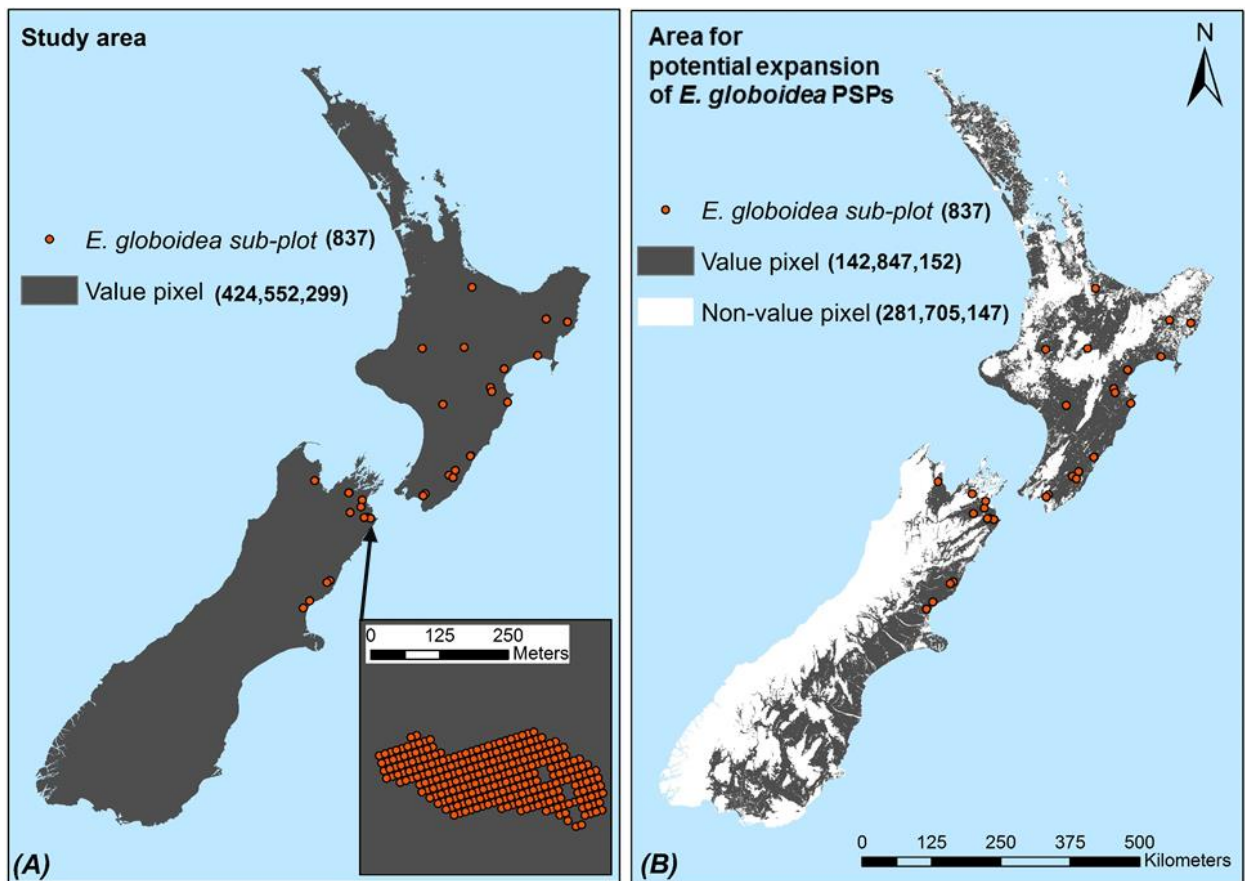 Study area
E. globoidea sub-plot (837)
Value pixel (424,552,299)
0 125 250
Meters
(A)
Area for
potential expansion
of E. globoidea PSPs
N
E. globoidea sub-plot (837)
Value pixel (142,847,152)
Non-value pixel (281,705,147)
0 125 250 375 500
Kilometers
(B)